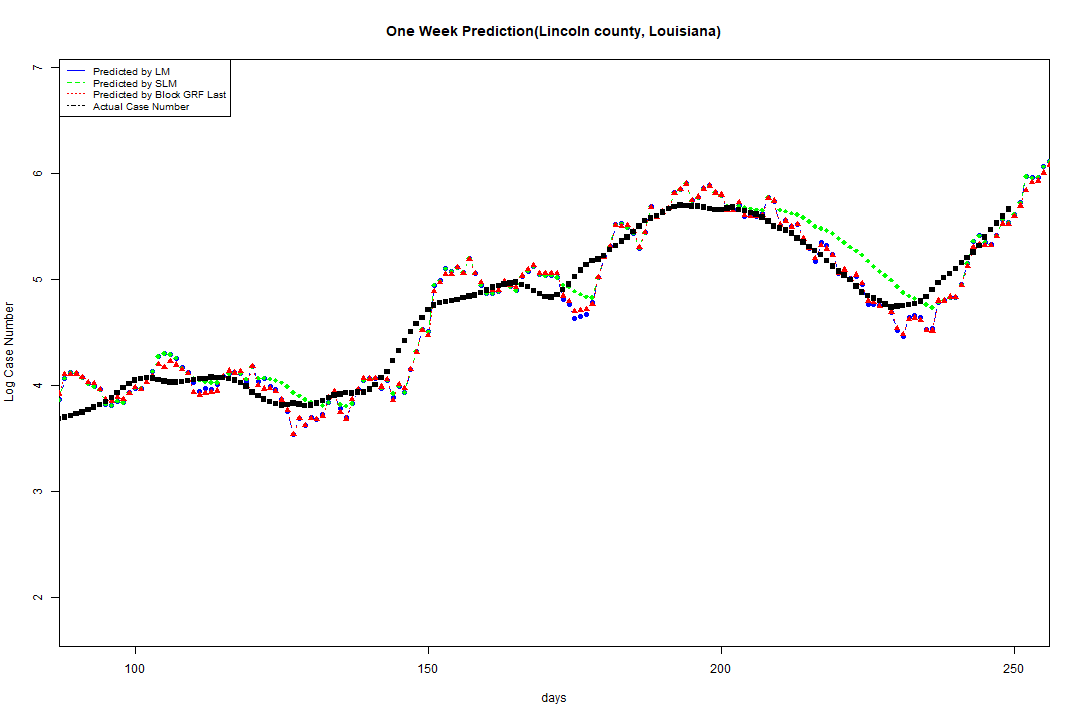 One Week Prediction(Lincoln county, Louisiana)
Predicted by LM
Predicted by SLM
Predicted by Block GRF Last
Actual Case Number
Log Case Number
7
6
5
4
3
2
100 150 200 250
days